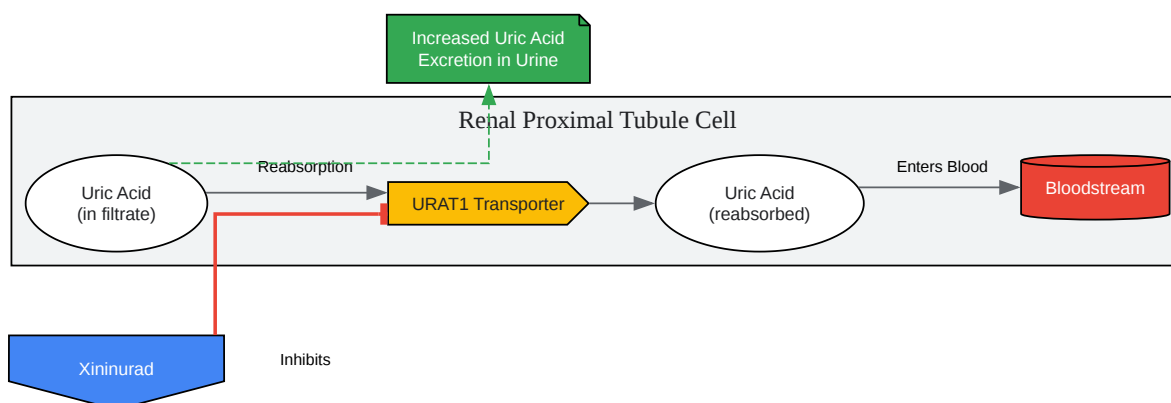 Increased Uric Acid
Excretion in Urine
Renal Proximal Tubule Cell
Reabsorption
Enters Blood
Uric Acid
(in filtrate)
URAT1 Transporter
Uric Acid
(reabsorbed)
Bloodstream
Xininurad
Inhibits